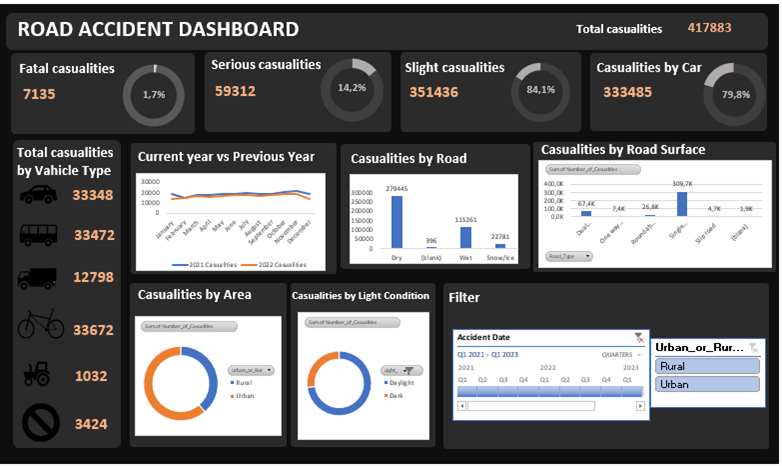 ROAD ACCIDENT DASHBOARD
Total casualities 417883
Fatal casualities
7135
1,7%
Serious casualities
59312
14,2%
Slight casualities
351436
84,1%
Casualities by Car
333485
79,8%
Total casualities
by Vahicle Type
33348
33472
12798
33672
1032
3424
Current year vs Previous Year
30000
20000
10000
0
January
February
March
April
May
June
July
August
September
October
November
December
2021 Casualties
2022 Casualties
Casualities by Road
279445
396
115261
22781
300000
250000
200000
150000
100000
50000
0
Dry
(blank)
Wet
Snow/ice
Casualities by Road Surface
Sum of Number_of_Casualties
400,0K
300,0K
200,0K
100,0K
0,0K
67,4K
7,4K
26,8K
309,7K
4,7K
1,9K
Dual...
One way...
Roundab...
Single...
Slip road
(blank)
Road_Type
Casualities by Area
Sum of Number_of_Casualties
Urban_or_Rur
Rural
Urban
Casualities by Light Condition
Sum of Number_of_Casualties
Light_
Daylight
Dark
Filter
Accident Date
Q1 2021 - Q1 2023
QUARTERS
2021 2022 2023
Q1 Q2 Q3 Q4 Q1 Q2 Q3 Q4 Q1
Urban_or_Rur...
Rural
Urban